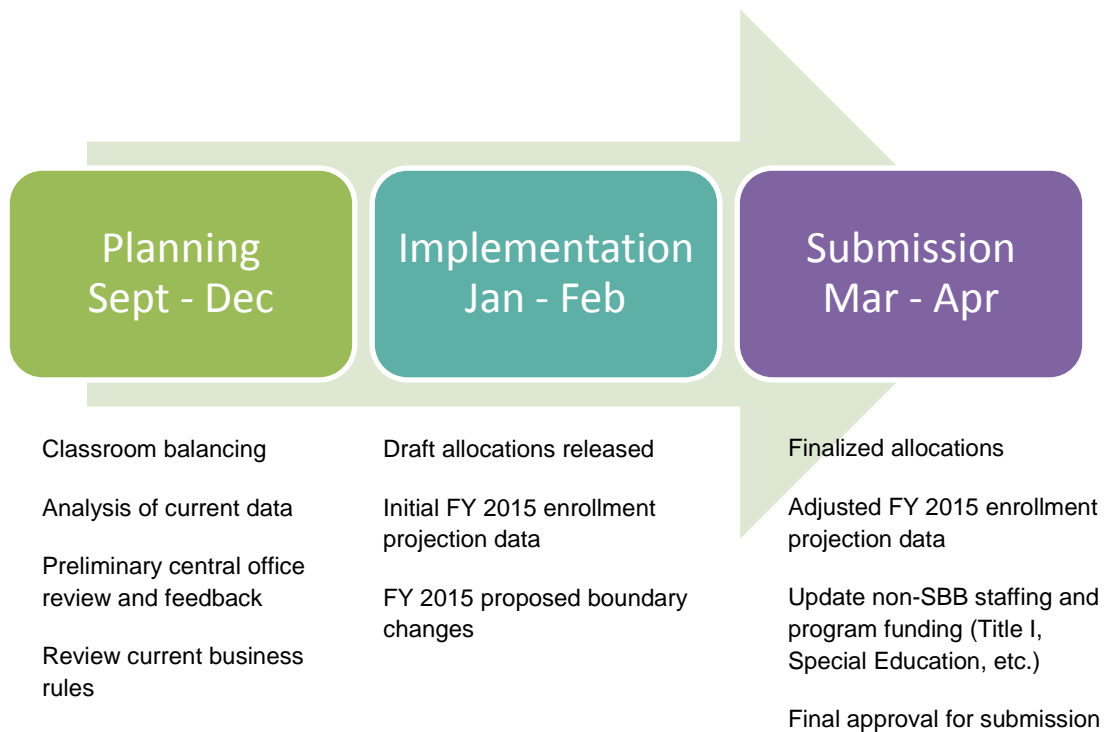 Planning
Sept - Dec
Implementation
Jan - Feb
Submission
Mar - Apr
Classroom balancing
Analysis of current data
Preliminary central office
review and feedback
Review current business
rules
Draft allocations released
Initial FY 2015 enrollment
projection data
FY 2015 proposed boundary
changes
Finalized allocations
Adjusted FY 2015 enrollment
projection data
Update non-SBB staffing and
program funding (Title I,
Special Education, etc.)
Final approval for submission